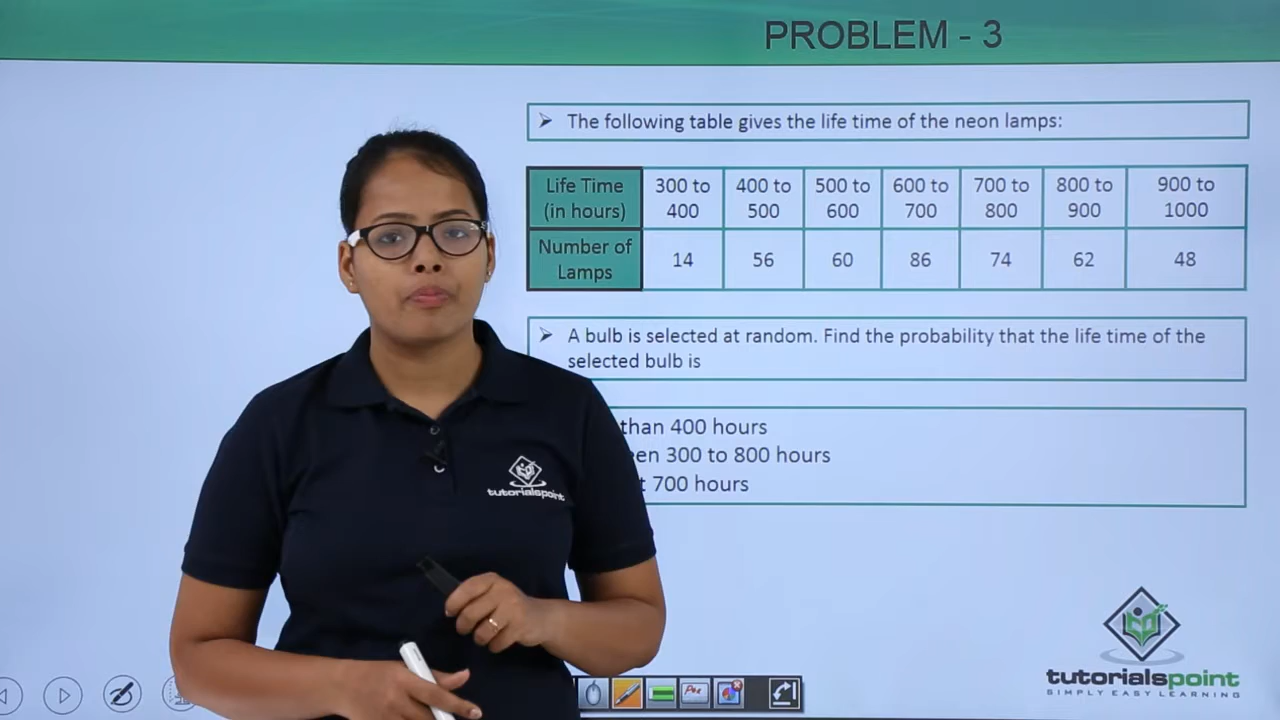 PROBLEM - 3
➢ The following table gives the life time of the neon lamps:
Life Time (in hours) 300 to 400 400 to 500 500 to 600 600 to 700 700 to 800 800 to 900 900 to 1000
Number of Lamps 14 56 60 86 74 62 48
➢ A bulb is selected at random. Find the probability that the life time of the
selected bulb is
than 400 hours
300 to 800 hours
700 hours
tutorialspoint
tutorialspoint
SIMPLY EASY LEARNING